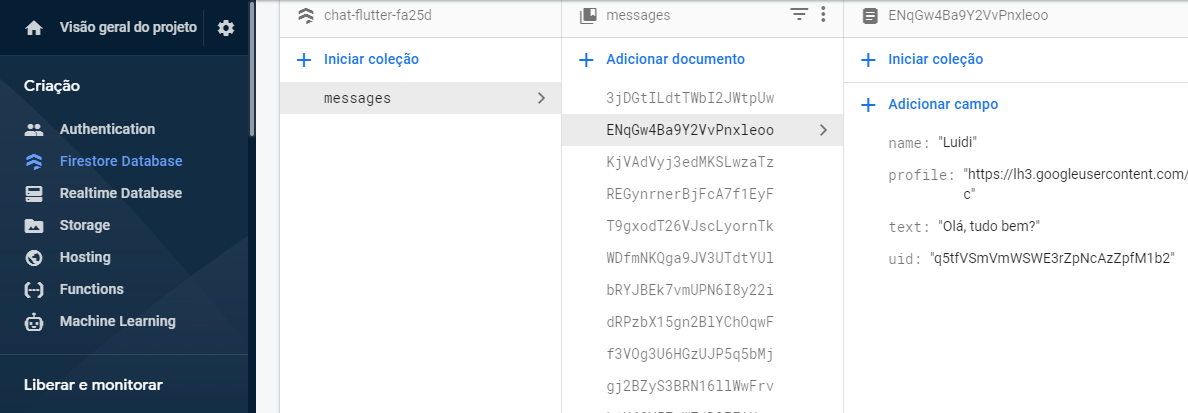 Visão geral do projeto
Criação
Authentication
Firestore Database
Realtime Database
Storage
Hosting
Functions
Machine Learning
Liberar e monitorar
chat-flutter-fa25d
Iniciar coleção
messages
messages
Adicionar documento
3jDGtILdtTWbI2JWtpUw
ENqGw4Ba9Y2VvPnxleoo
KjVAdVyj3edMKSLwzaTz
REGynrnerBjFcA7f1EyF
T9gxodT26VJscLyornTk
WDfmNKQga9JV3UTdtYUl
bRYJBEk7vmUPN6I8y22i
dRPzbX15gn2BlYChOqwF
f3VOg3U6HGzUJP5q5bMj
gj2BZyS3BRN16llWwFrv
ENqGw4Ba9Y2VvPnxleoo
Iniciar coleção
Adicionar campo
name: "Luidi"
profile: "https://lh3.googleusercontent.com/
c"
text: "Olá, tudo bem?"
uid: "q5tfVSmVmWSWE3rZpNcAzZpfM1b2"